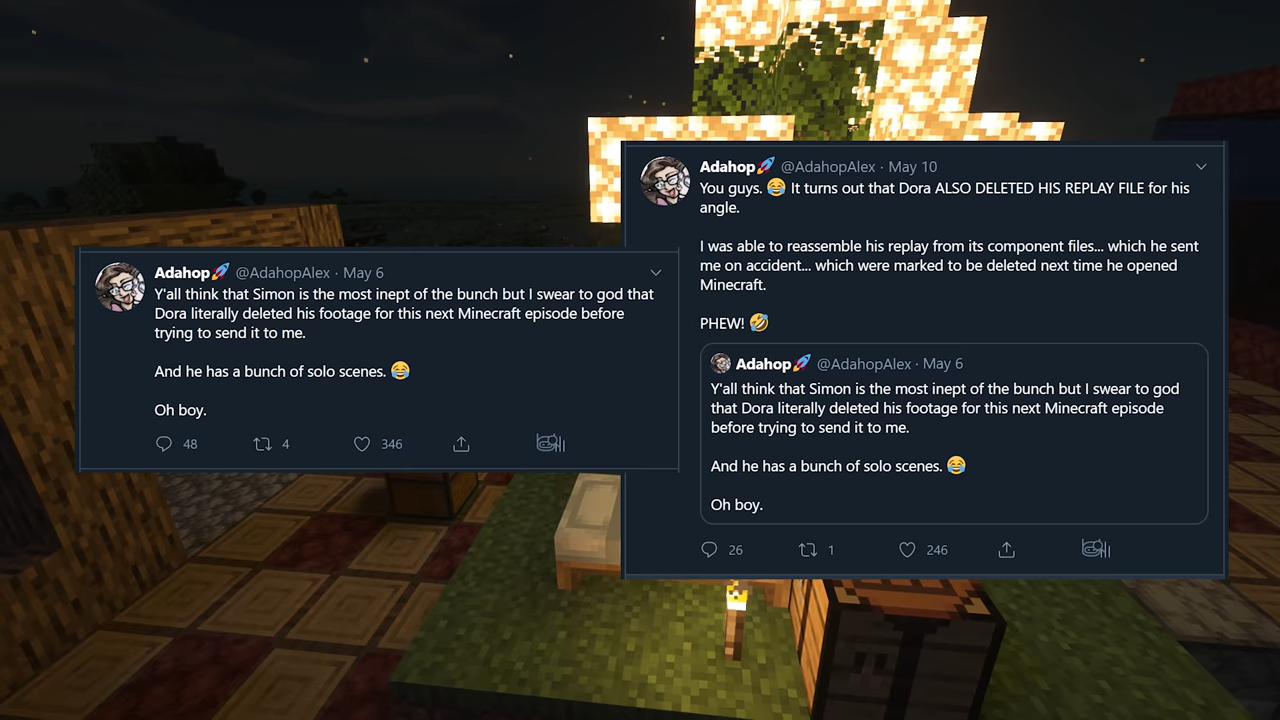 Adahop🚀 @AdahopAlex · May 6
Y'all think that Simon is the most inept of the bunch but I swear to god that
Dora literally deleted his footage for this next Minecraft episode before
trying to send it to me.
And he has a bunch of solo scenes. 😂
Oh boy.
48 4 346
Adahop🚀 @AdahopAlex · May 10
You guys. 😂 It turns out that Dora ALSO DELETED HIS REPLAY FILE for his
angle.
I was able to reassemble his replay from its component files... which he sent
me on accident... which were marked to be deleted next time he opened
Minecraft.
PHEW! 🤣
Adahop🚀 @AdahopAlex · May 6
Y'all think that Simon is the most inept of the bunch but I swear to god
that Dora literally deleted his footage for this next Minecraft episode
before trying to send it to me.
And he has a bunch of solo scenes. 😂
Oh boy.
26 1 246